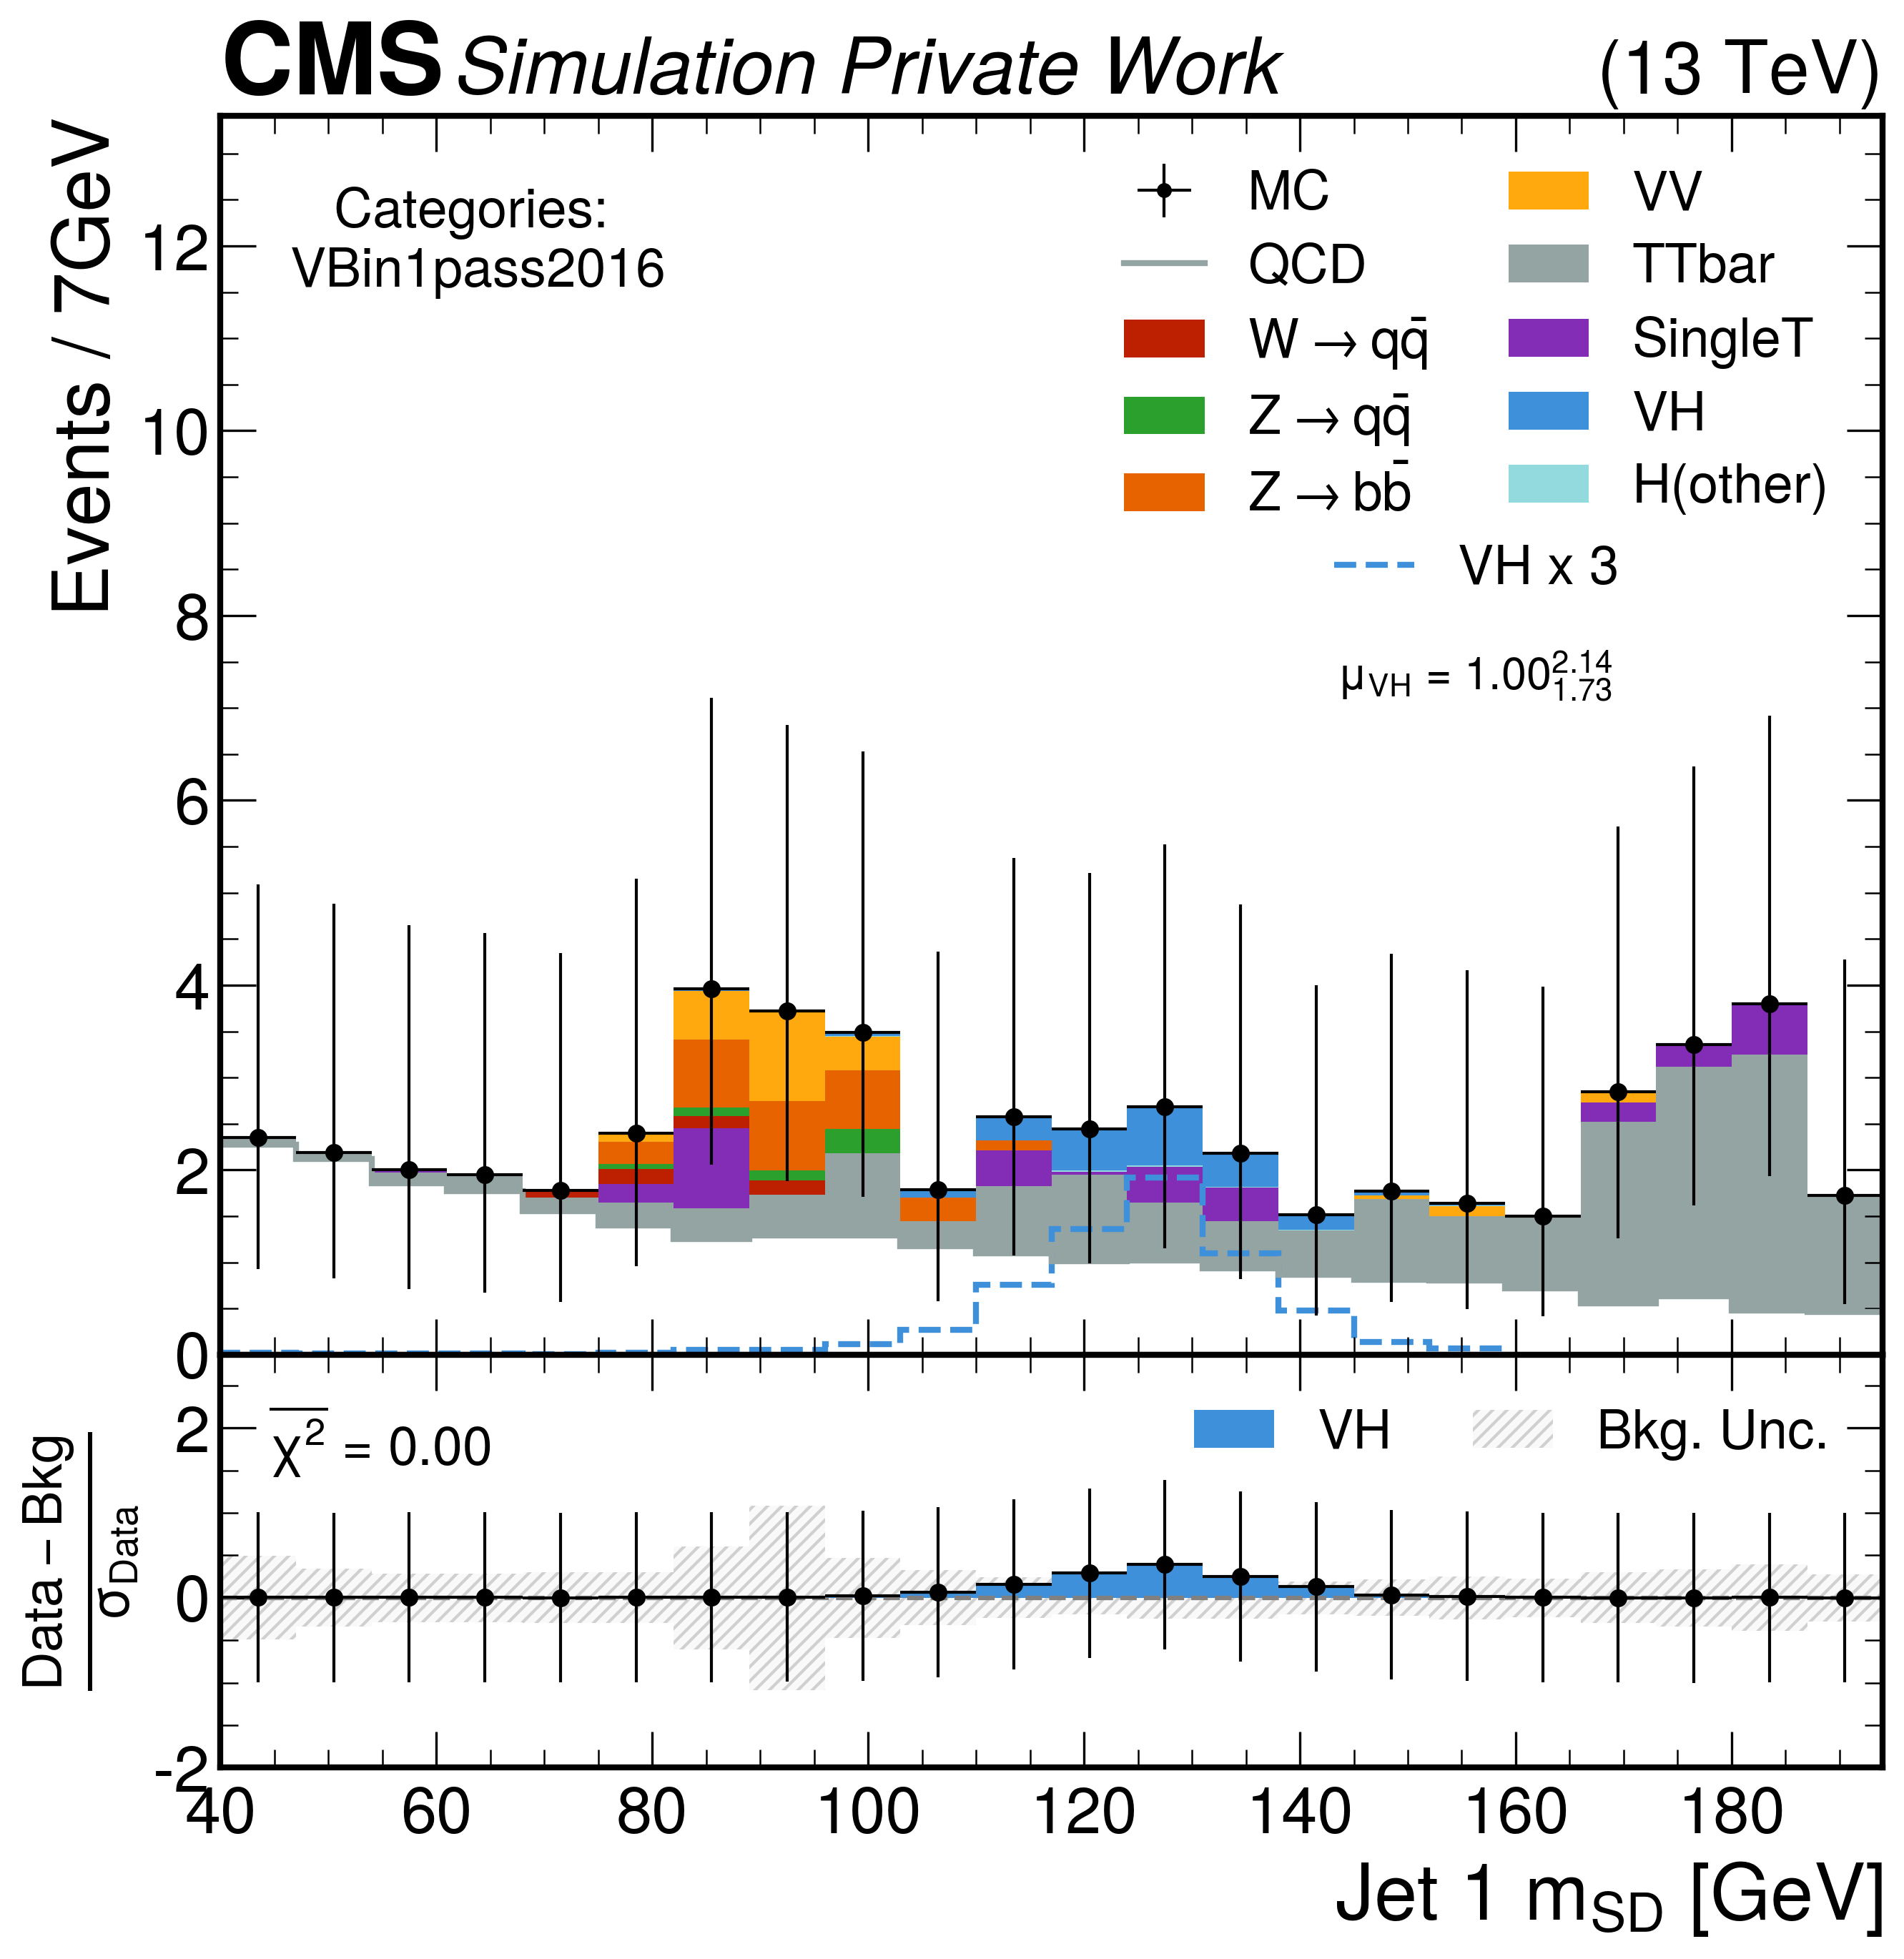 CMS Simulation Private Work (13 TeV)
Events / 7GeV
Categories:
VBin1pass2016
MC
QCD
W → qq̄
Z → qq̄
Z → bb̄
VV
TTbar
SingleT
VH
H(other)
VH x 3
μVH = 1.00 2.14 1.73
12
10
8
6
4
2
0
Data − Bkg
σData
χ² = 0.00
VH
Bkg. Unc.
2
0
-2
40 60 80 100 120 140 160 180
Jet 1 mSD [GeV]